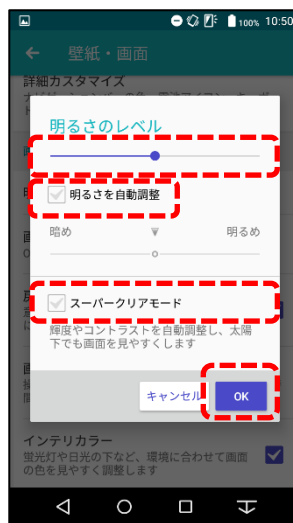 100% 10:50
壁紙・画面
詳細カスタマイズ
明るさのレベル
明るさを自動調整
暗め
明るめ
スーパークリアモード
輝度やコントラストを自動調整し、太陽
下でも画面を見やすくします
キャンセル
OK
インテリカラー
蛍光灯や日光の下など、環境に合わせて画面
の色を見やすく調整します